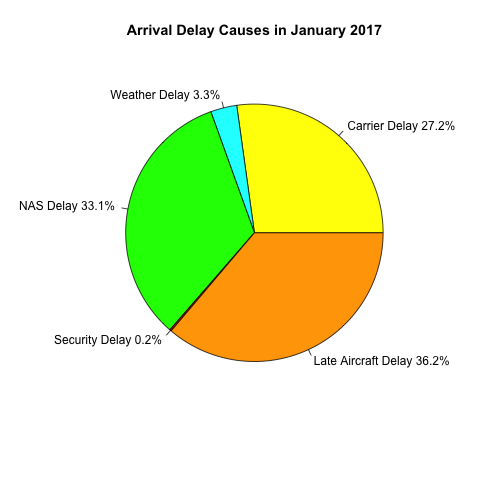 Arrival Delay Causes in January 2017
Weather Delay 3.3%
Carrier Delay 27.2%
NAS Delay 33.1%
Security Delay 0.2%
Late Aircraft Delay 36.2%